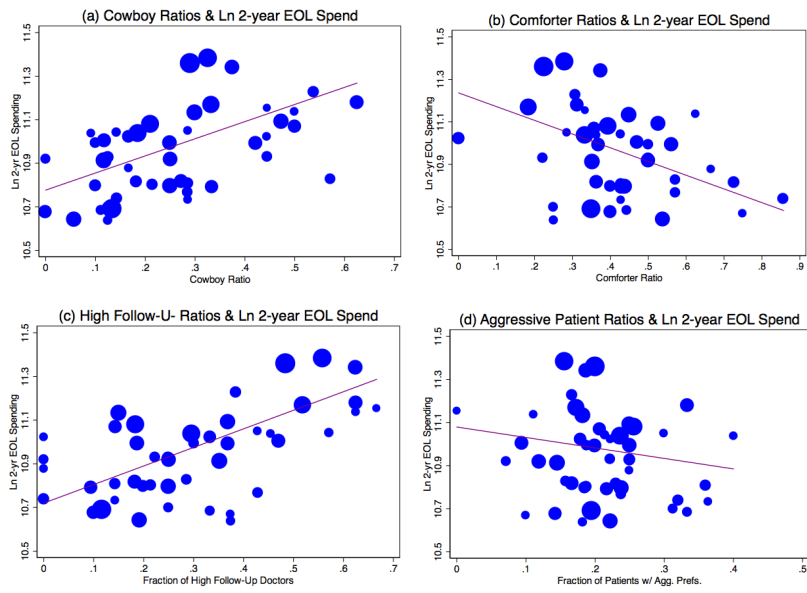 (a) Cowboy Ratios & Ln 2-year EOL Spend
Ln 2-yr EOL Spending
10.5 10.7 10.9 11.1 11.3 11.5
0 .1 .2 .3 .4 .5 .6 .7
Cowboy Ratio
(b) Comforter Ratios & Ln 2-year EOL Spend
Ln 2-yr EOL Spending
10.5 10.7 10.9 11.1 11.3 11.5
0 .1 .2 .3 .4 .5 .6 .7 .8 .9
Comforter Ratio
(c) High Follow-U- Ratios & Ln 2-year EOL Spend
Ln 2-yr EOL Spending
10.5 10.7 10.9 11.1 11.3 11.5
0 .1 .2 .3 .4 .5 .6 .7
Fraction of High Follow-Up Doctors
(d) Aggressive Patient Ratios & Ln 2-year EOL Spend
Ln 2-yr EOL Spending
10.5 10.7 10.9 11.1 11.3 11.5
0 .1 .2 .3 .4 .5
Fraction of Patients w/ Agg. Prefs.